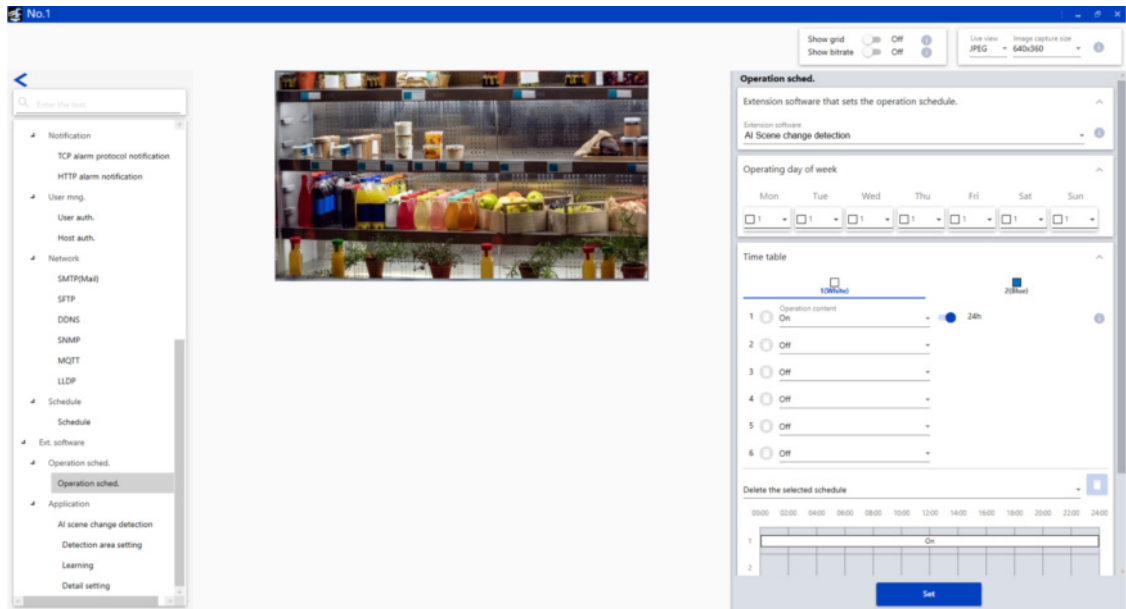 No.1
Show grid Off
Show bitrate Off
Live view
JPEG
Image capture size
640x360
Enter the text.
Notification
TCP alarm protocol notification
HTTP alarm notification
User mng.
User auth.
Host auth.
Network
SMTP(Mail)
SFTP
DDNS
SNMP
MQTT
LLDP
Schedule
Schedule
Ext. software
Operation sched.
Operation sched.
Application
AI scene change detection
Detection area setting
Learning
Detail setting
Operation sched.
Extension software that sets the operation schedule.
Extension software
AI Scene change detection
Operating day of week
Mon Tue Wed Thu Fri Sat Sun
1 1 1 1 1 1 1
Time table
1(White) 2(Blue)
Operation content
1 On 24h
2 Off
3 Off
4 Off
5 Off
6 Off
Delete the selected schedule
00:00 02:00 04:00 06:00 08:00 10:00 12:00 14:00 16:00 18:00 20:00 22:00 24:00
1 On
2
Set